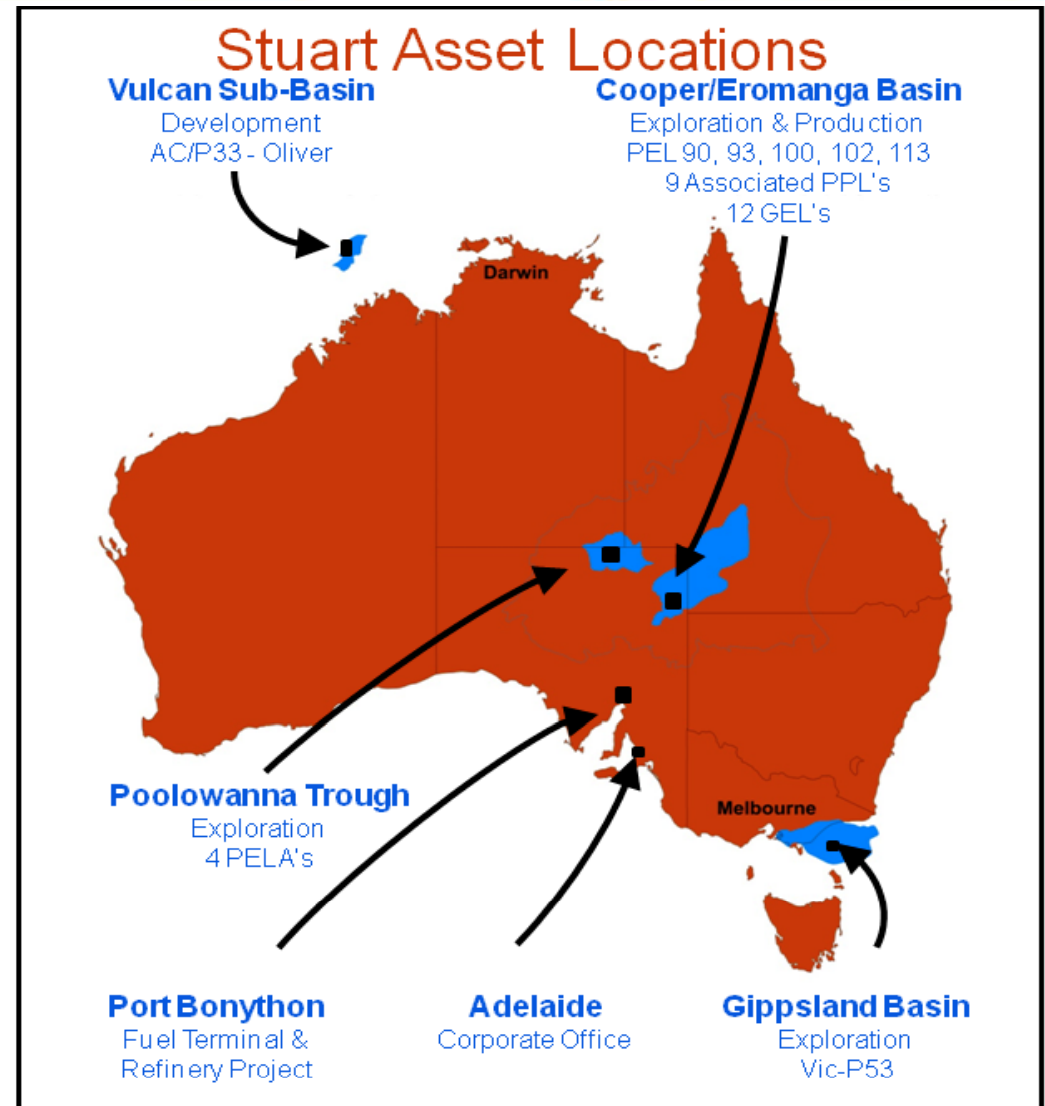 Stuart Asset Locations
Vulcan Sub-Basin
Development
AC/P33 - Oliver
Cooper/Eromanga Basin
Exploration & Production
PEL 90, 93, 100, 102, 113
9 Associated PPL's
12 GEL's
Darwin
Melbourne
Poolowanna Trough
Exploration
4 PELA's
Port Bonython
Fuel Terminal &
Refinery Project
Adelaide
Corporate Office
Gippsland Basin
Exploration
Vic-P53